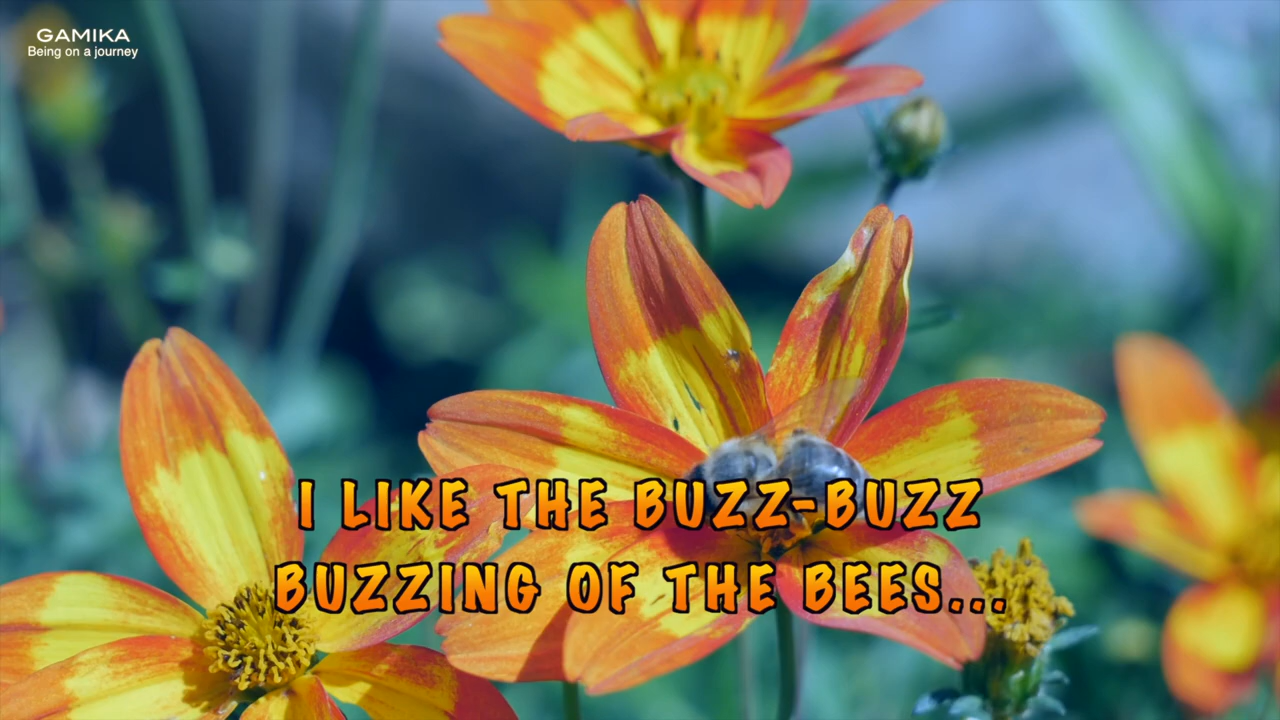 GAMIKA
Being on a journey
I LIKE THE BUZZ-BUZZ
BUZZING OF THE BEES...